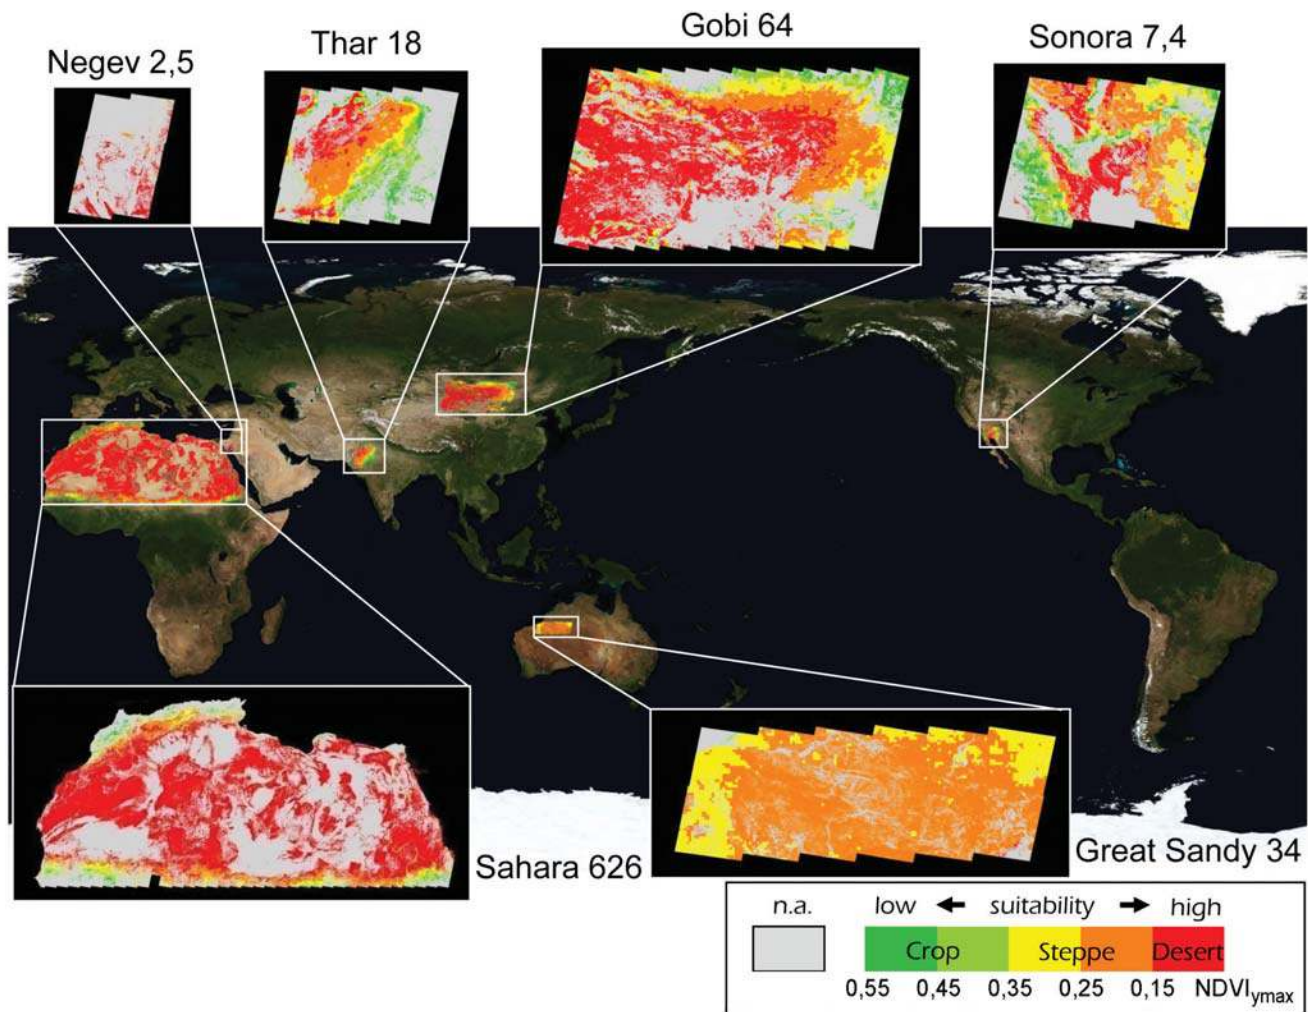 Negev 2,5
Thar 18
Gobi 64
Sonora 7,4
Sahara 626
Great Sandy 34
n.a.
low ← suitability → high
Crop Steppe Desert
0,55 0,45 0,35 0,25 0,15 NDVIymax